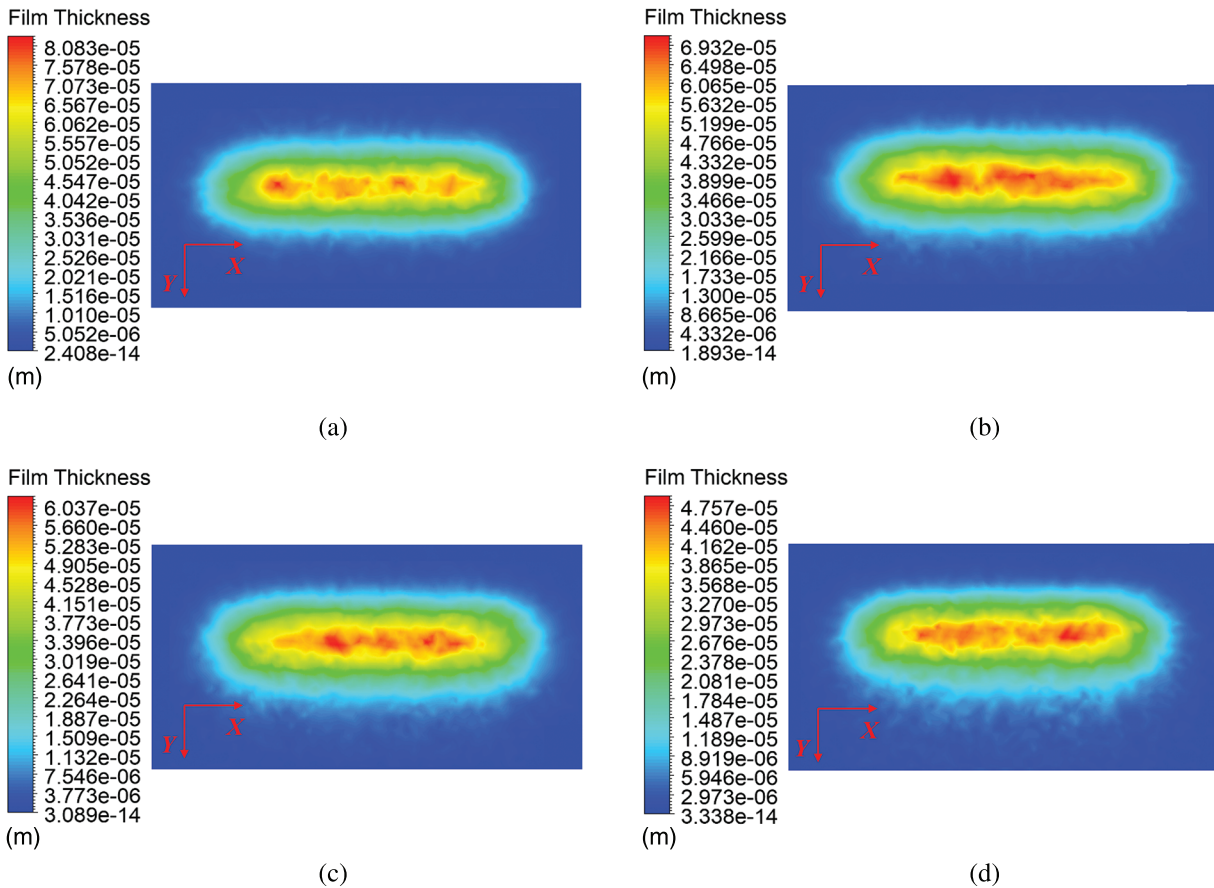 Film Thickness
8.083e-05
7.578e-05
7.073e-05
6.567e-05
6.062e-05
5.557e-05
5.052e-05
4.547e-05
4.042e-05
3.536e-05
3.031e-05
2.526e-05
2.021e-05
1.516e-05
1.010e-05
5.052e-06
2.408e-14
(m)
X
Y
(a)
Film Thickness
6.932e-05
6.498e-05
6.065e-05
5.632e-05
5.199e-05
4.766e-05
4.332e-05
3.899e-05
3.466e-05
3.033e-05
2.599e-05
2.166e-05
1.733e-05
1.300e-05
8.665e-06
4.332e-06
1.893e-14
(m)
X
Y
(b)
Film Thickness
6.037e-05
5.660e-05
5.283e-05
4.905e-05
4.528e-05
4.151e-05
3.773e-05
3.396e-05
3.019e-05
2.641e-05
2.264e-05
1.887e-05
1.509e-05
1.132e-05
7.546e-06
3.773e-06
3.089e-14
(m)
X
Y
(c)
Film Thickness
4.757e-05
4.460e-05
4.162e-05
3.865e-05
3.568e-05
3.270e-05
2.973e-05
2.676e-05
2.378e-05
2.081e-05
1.784e-05
1.487e-05
1.189e-05
8.919e-06
5.946e-06
2.973e-06
3.338e-14
(m)
X
Y
(d)